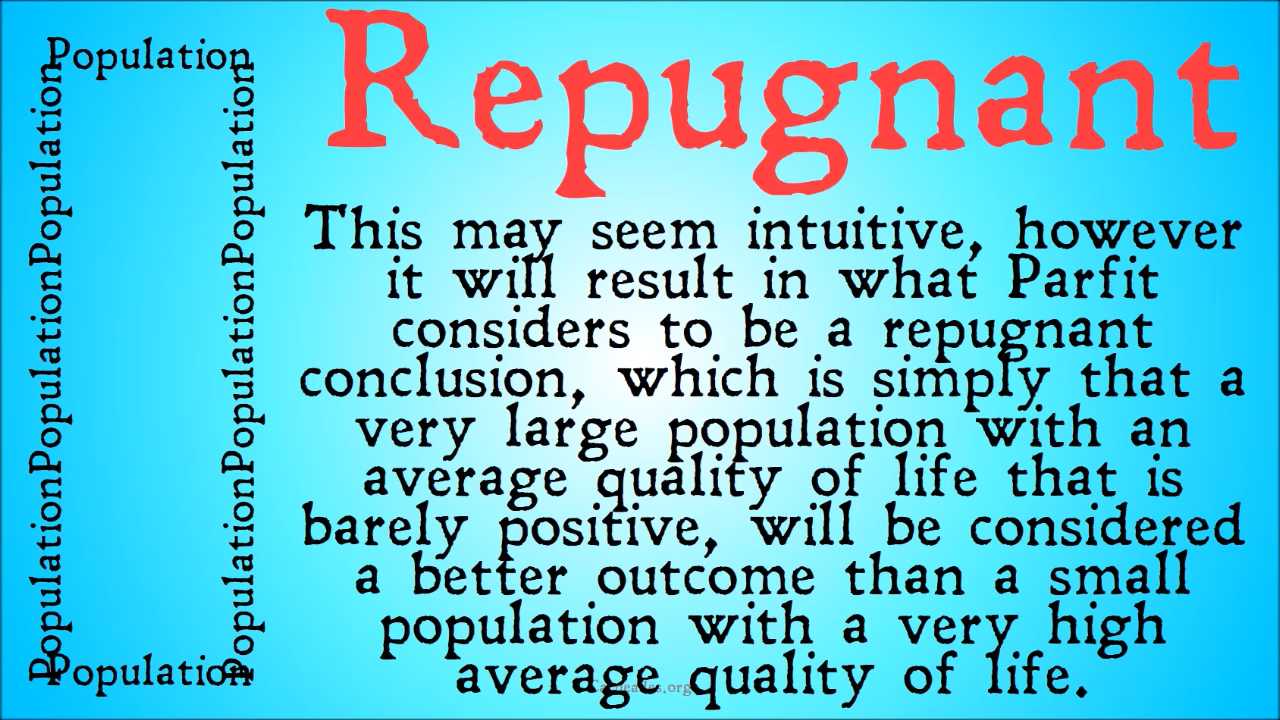 Population
PopulationPopulationPopulation
PopulationPopulationPopulation
Population
Repugnant
This may seem intuitive, however
it will result in what Parfit
considers to be a repugnant
conclusion, which is simply that a
very large population with an
average quality of life that is
barely positive, will be considered
a better outcome than a small
population with a very high
average quality of life.